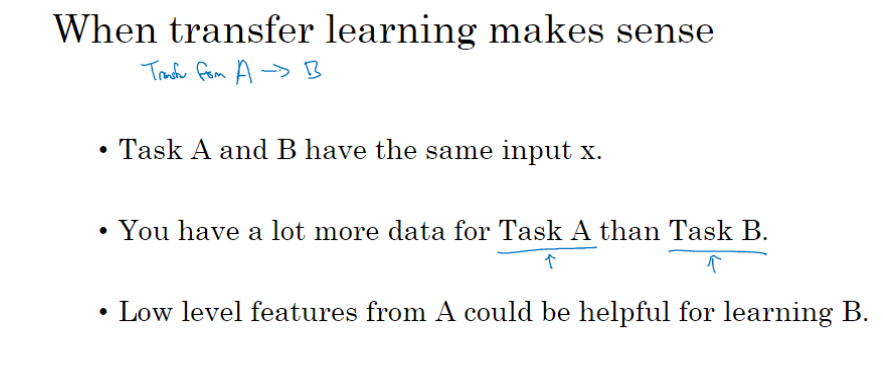 When transfer learning makes sense
Transfer from A → B
• Task A and B have the same input x.
• You have a lot more data for Task A than Task B.
↑ ↑
• Low level features from A could be helpful for learning B.